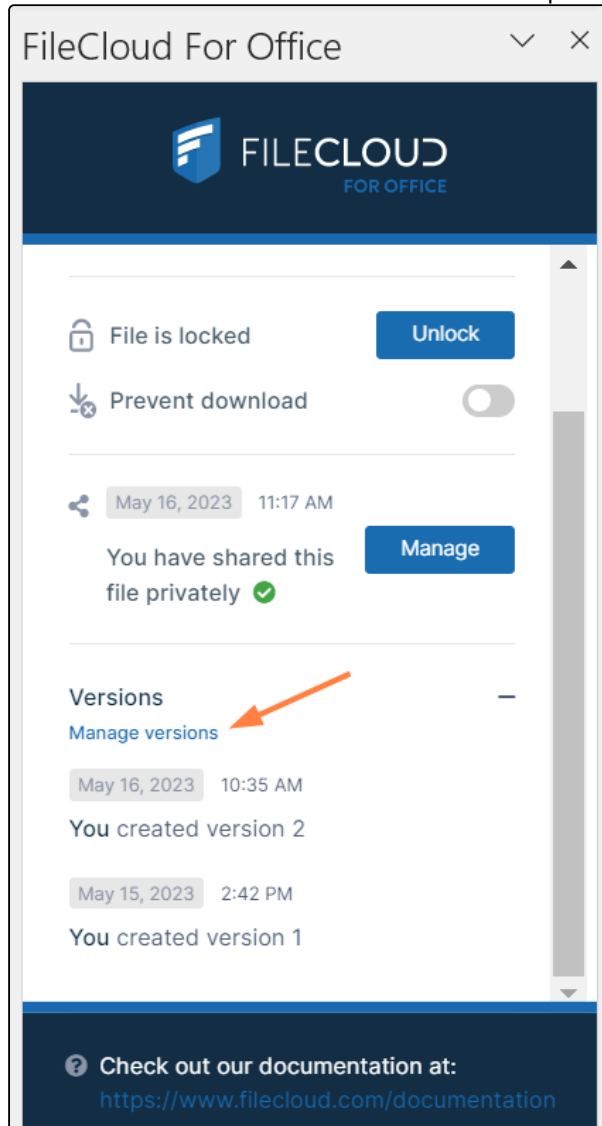 FileCloud For Office
FILECLOUD
FOR OFFICE
File is locked
Unlock
Prevent download
May 16, 2023 11:17 AM
You have shared this
file privately
Manage
Versions
Manage versions
May 16, 2023 10:35 AM
You created version 2
May 15, 2023 2:42 PM
You created version 1
Check out our documentation at:
https://www.filecloud.com/documentation